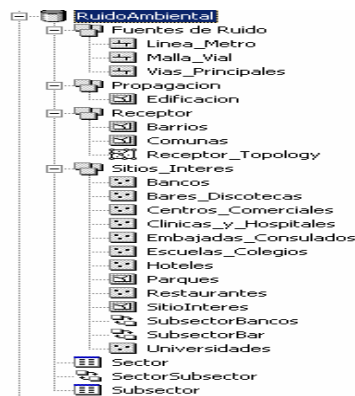 RuidoAmbiental
Fuentes de Ruido
Linea_Metro
Malla_Vial
Vias_Principales
Propagacion
Edificacion
Receptor
Barrios
Comunas
Receptor_Topology
Sitios_Interes
Bancos
Bares_Discotecas
Centros_Comerciales
Clinicas_y_Hospitales
Embajadas_Consulados
Escuelas_Colegios
Hoteles
Parques
Restaurantes
SitioInteres
SubsectorBancos
SubsectorBar
Universidades
Sector
SectorSubsector
Subsector